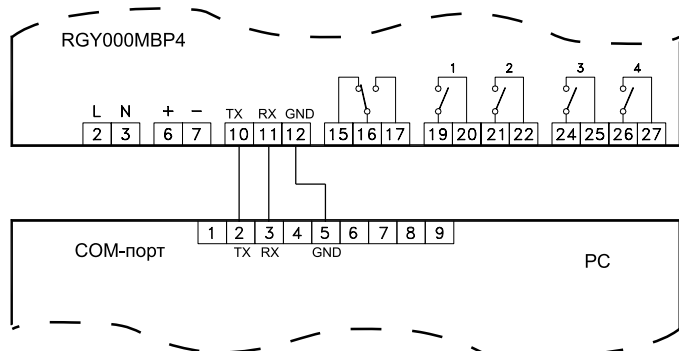 RGY000MBP4
1 2 3 4
L N + − TX RX GND
2 3 6 7 10 11 12 15 16 17 19 20 21 22 24 25 26 27
1 2 3 4 5 6 7 8 9
COM-порт TX RX GND PC